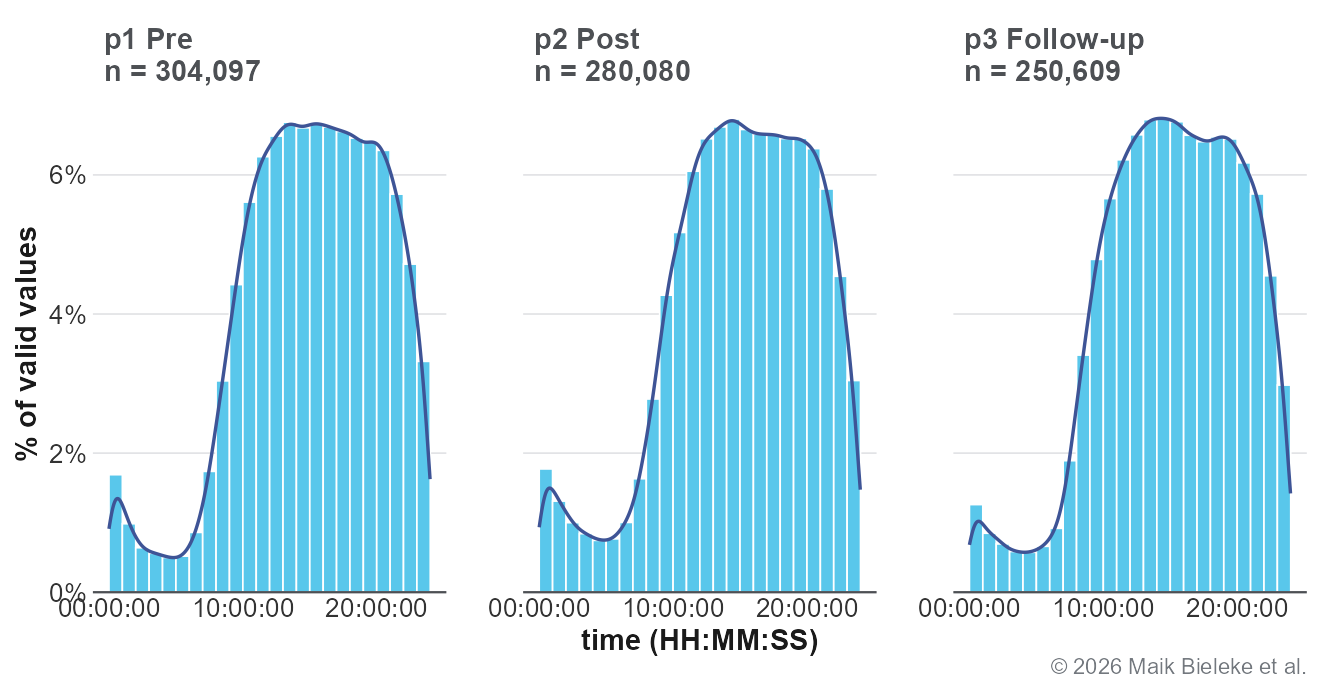 p1 Pre
n = 304,097
p2 Post
n = 280,080
p3 Follow-up
n = 250,609
% of valid values
6%
4%
2%
0%
00:00:00 10:00:00 20:00:00
00:00:00 10:00:00 20:00:00
00:00:00 10:00:00 20:00:00
time (HH:MM:SS)
© 2026 Maik Bieleke et al.